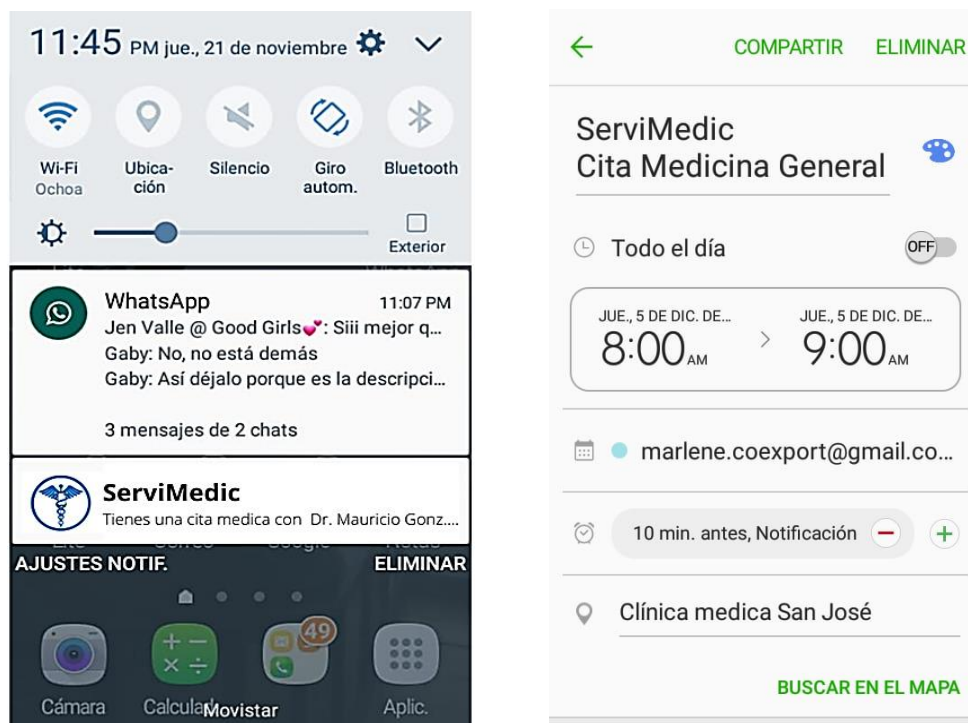 11:45 PM jue., 21 de noviembre
Wi-Fi
Ochoa
Ubica-
ción
Silencio
Giro
autom.
Bluetooth
Exterior
WhatsApp 11:07 PM
Jen Valle @ Good Girls💕: Siii mejor q...
Gaby: No, no está demás
Gaby: Así déjalo porque es la descripci...
3 mensajes de 2 chats
ServiMedic
Tienes una cita medica con Dr. Mauricio Gonz....
AJUSTES NOTIF. ELIMINAR
49
Cámara
Movistar
Aplic.
COMPARTIR ELIMINAR
ServiMedic
Cita Medicina General
Todo el día OFF
JUE., 5 DE DIC. DE... JUE., 5 DE DIC. DE...
8:00 AM > 9:00 AM
marlene.coexport@gmail.co...
10 min. antes, Notificación
Clínica medica San José
BUSCAR EN EL MAPA